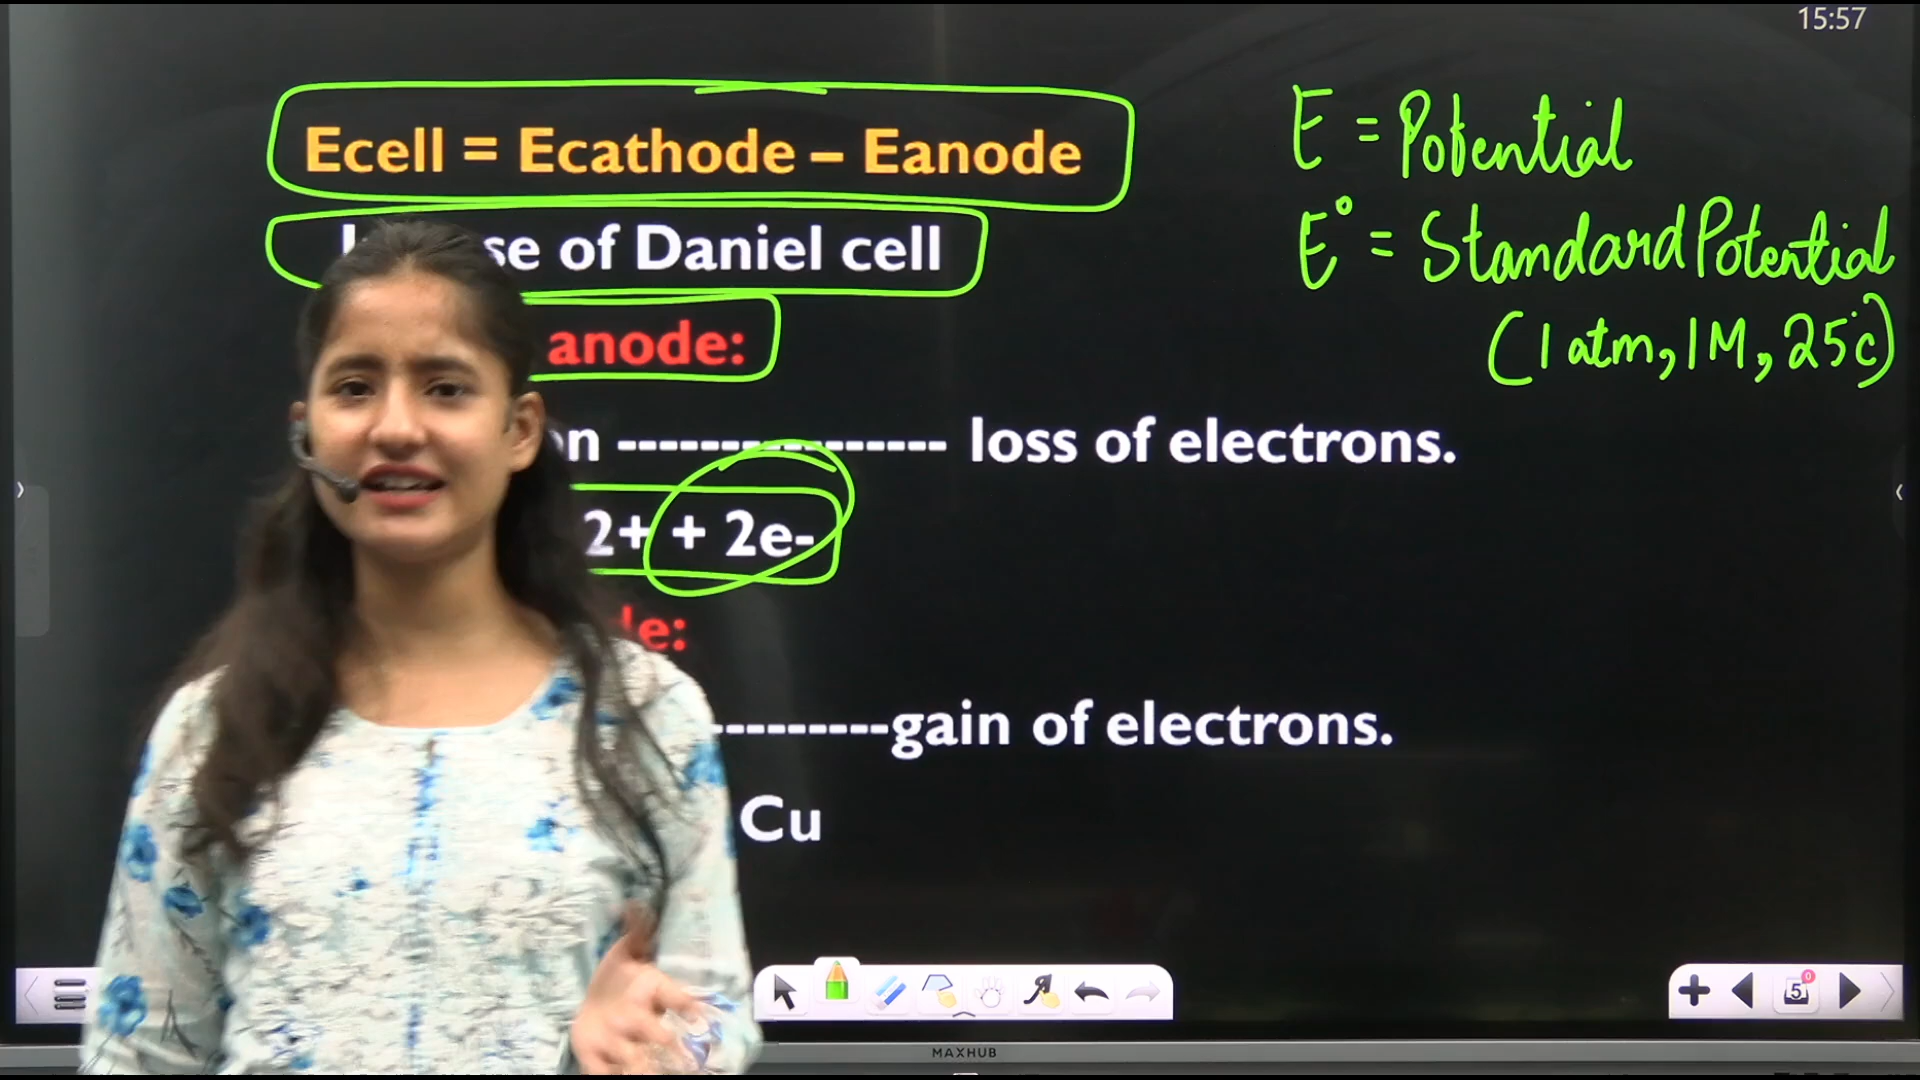 15:57
Ecell = Ecathode – Eanode
E = Potential
of Daniel cell
E° = Standard Potential
anode:
(1 atm, 1M, 25°c)
---------------- loss of electrons.
2+ + 2e-
---------gain of electrons.
Cu
5
0
MAXHUB